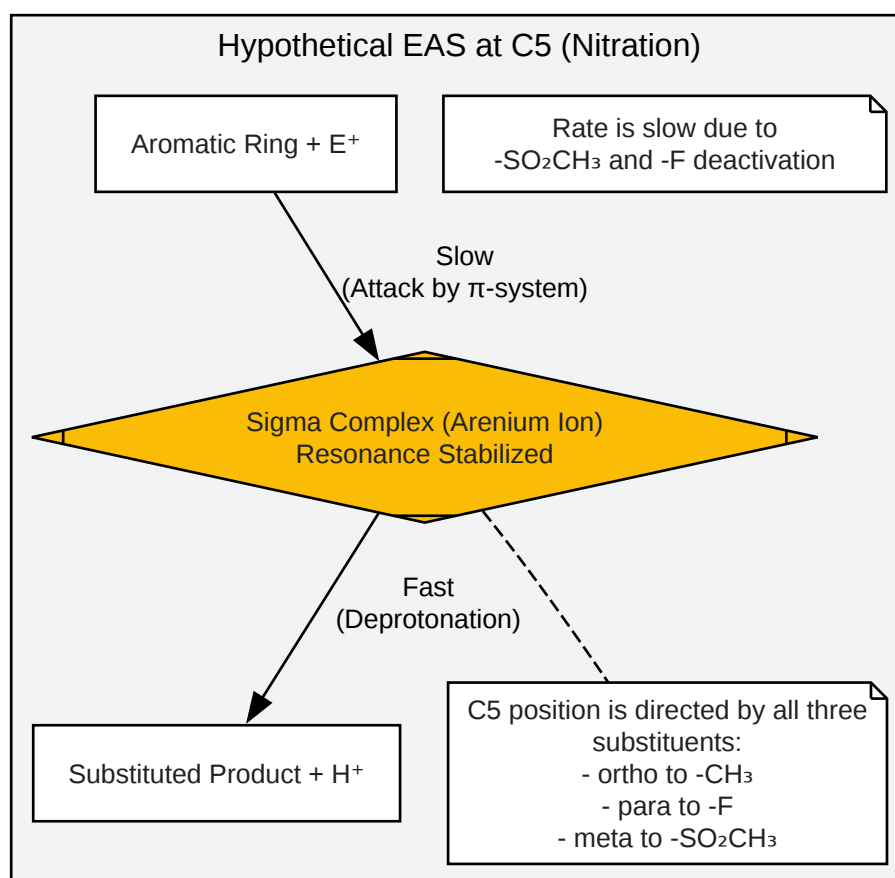 Hypothetical EAS at C5 (Nitration)
Aromatic Ring + E⁺
Rate is slow due to
-SO₂CH₃ and -F deactivation
Slow
(Attack by π-system)
Sigma Complex (Arenium Ion)
Resonance Stabilized
Fast
(Deprotonation)
Substituted Product + H⁺
C5 position is directed by all three
substituents:
- ortho to -CH₃
- para to -F
- meta to -SO₂CH₃